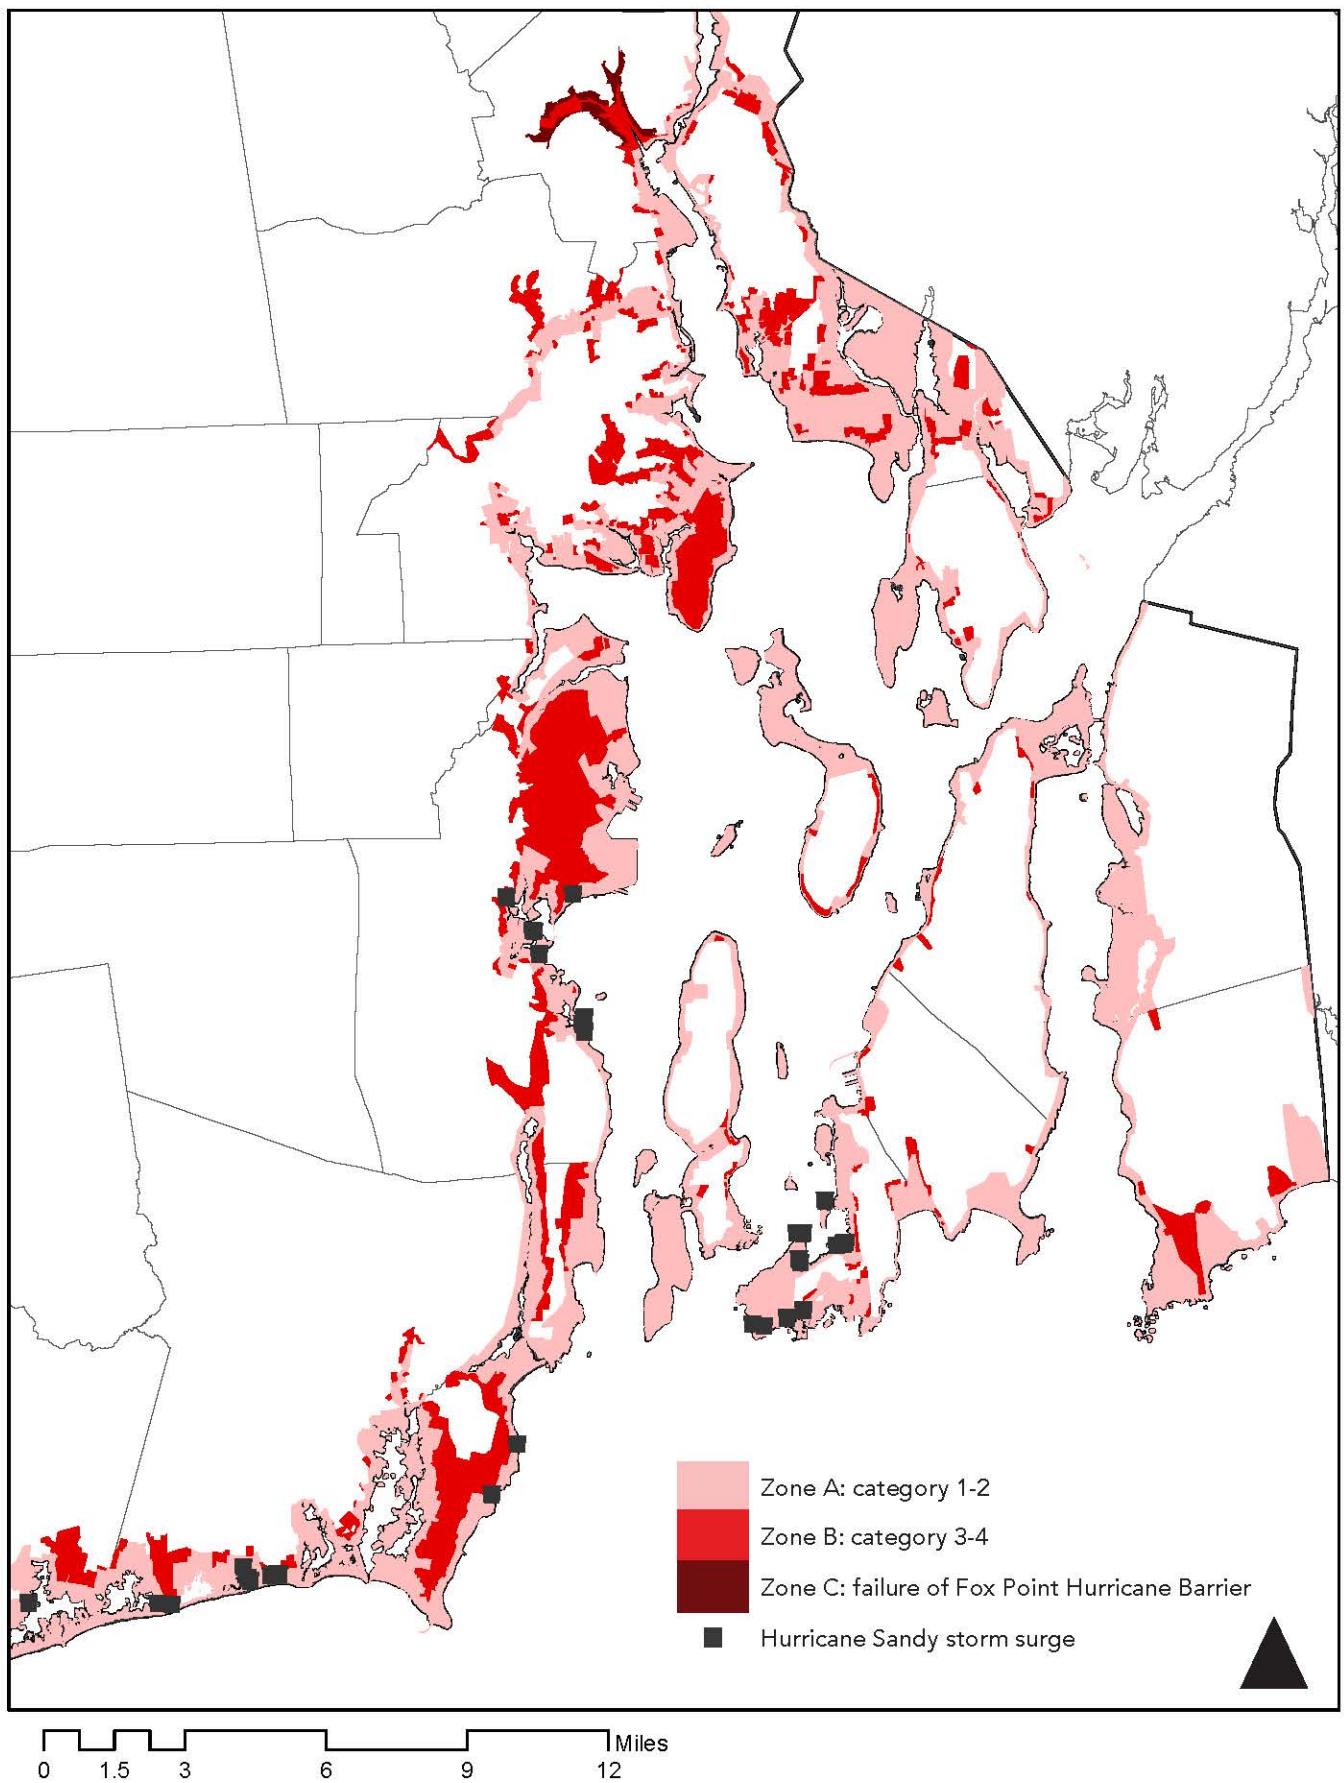 Zone A: category 1-2
Zone B: category 3-4
Zone C: failure of Fox Point Hurricane Barrier
Hurricane Sandy storm surge
Miles
0 1.5 3 6 9 12